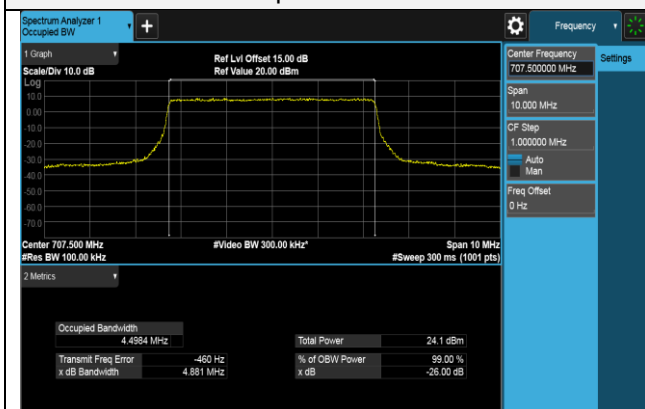 Spectrum Analyzer 1
Occupied BW
+
Frequency
1 Graph
Scale/Div 10.0 dB
Ref Lvl Offset 15.00 dB
Ref Value 20.00 dBm
Log
10.0
0.00
-10.0
-20.0
-30.0
-40.0
-50.0
-60.0
-70.0
Center 707.500 MHz
#Res BW 100.00 kHz
#Video BW 300.00 kHz*
Span 10 MHz
#Sweep 300 ms (1001 pts)
2 Metrics
Occupied Bandwidth
4.4984 MHz
Transmit Freq Error -460 Hz
x dB Bandwidth 4.881 MHz
Total Power 24.1 dBm
% of OBW Power 99.00 %
x dB -26.00 dB
Center Frequency
707.500000 MHz
Settings
Span
10.000 MHz
CF Step
1.000000 MHz
Auto
Man
Freq Offset
0 Hz